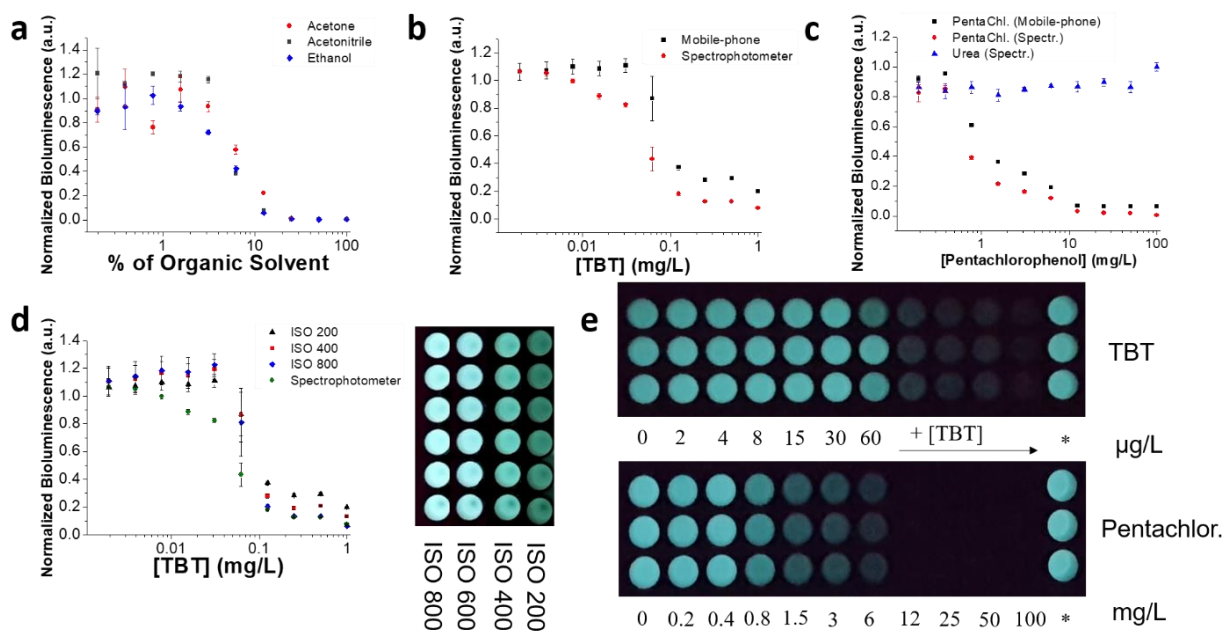 a
Acetone
Acetonitrile
Ethanol
Normalized Bioluminescence (a.u.)
1.4
1.2
1.0
0.8
0.6
0.4
0.2
0.0
1 10 100
% of Organic Solvent
b
Mobile-phone
Spectrophotometer
Normalized Bioluminescence (a.u.)
1.4
1.2
1.0
0.8
0.6
0.4
0.2
0.0
0.01 0.1 1
[TBT] (mg/L)
c
PentaChl. (Mobile-phone)
PentaChl. (Spectr.)
Urea (Spectr.)
Normalized Bioluminescence (a.u.)
1.2
1.0
0.8
0.6
0.4
0.2
0.0
1 10 100
[Pentachlorophenol] (mg/L)
d
ISO 200
ISO 400
ISO 800
Spectrophotometer
Normalized Bioluminescence (a.u.)
1.4
1.2
1.0
0.8
0.6
0.4
0.2
0.0
0.01 0.1 1
[TBT] (mg/L)
ISO 800
ISO 600
ISO 400
ISO 200
e
TBT
0 2 4 8 15 30 60 + [TBT] * µg/L
Pentachlor.
0 0.2 0.4 0.8 1.5 3 6 12 25 50 100 * mg/L